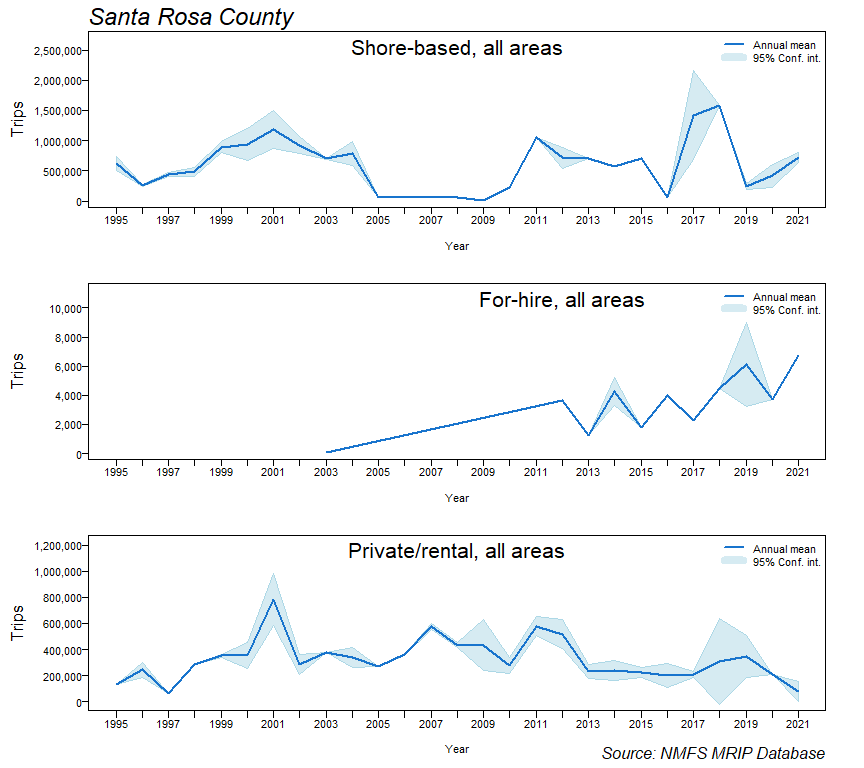 Santa Rosa County
Shore-based, all areas
Annual mean
95% Conf. int.
Trips
2,500,000
2,000,000
1,500,000
1,000,000
500,000
0
1995 1997 1999 2001 2003 2005 2007 2009 2011 2013 2015 2017 2019 2021
Year
For-hire, all areas
Annual mean
95% Conf. int.
Trips
10,000
8,000
6,000
4,000
2,000
0
1995 1997 1999 2001 2003 2005 2007 2009 2011 2013 2015 2017 2019 2021
Year
Private/rental, all areas
Annual mean
95% Conf. int.
Trips
1,200,000
1,000,000
800,000
600,000
400,000
200,000
0
1995 1997 1999 2001 2003 2005 2007 2009 2011 2013 2015 2017 2019 2021
Year
Source: NMFS MRIP Database